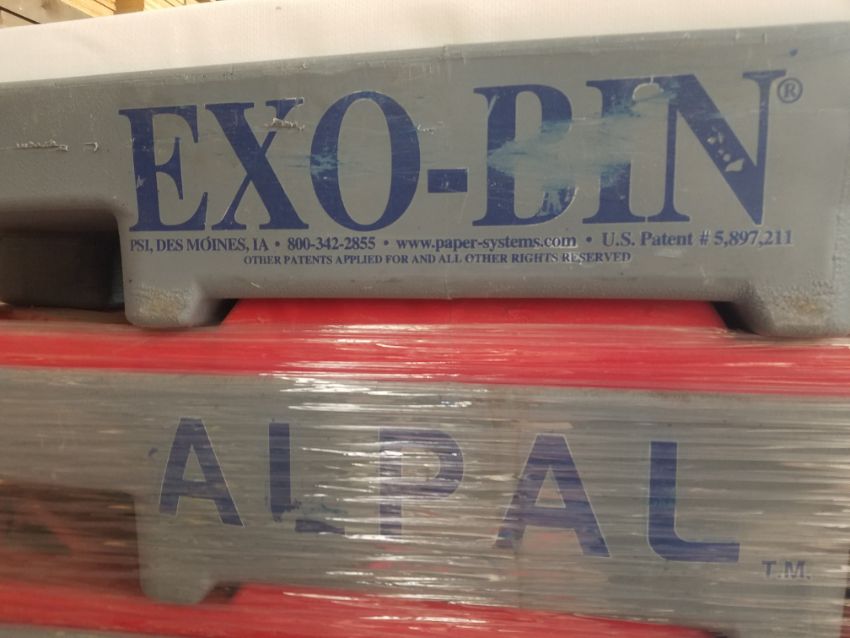 EXO-BIN®
PSI, DES MOINES, IA • 800-342-2855 • www.paper-systems.com • U.S. Patent # 5,897,211
OTHER PATENTS APPLIED FOR AND ALL OTHER RIGHTS RESERVED
ALPAL T.M.